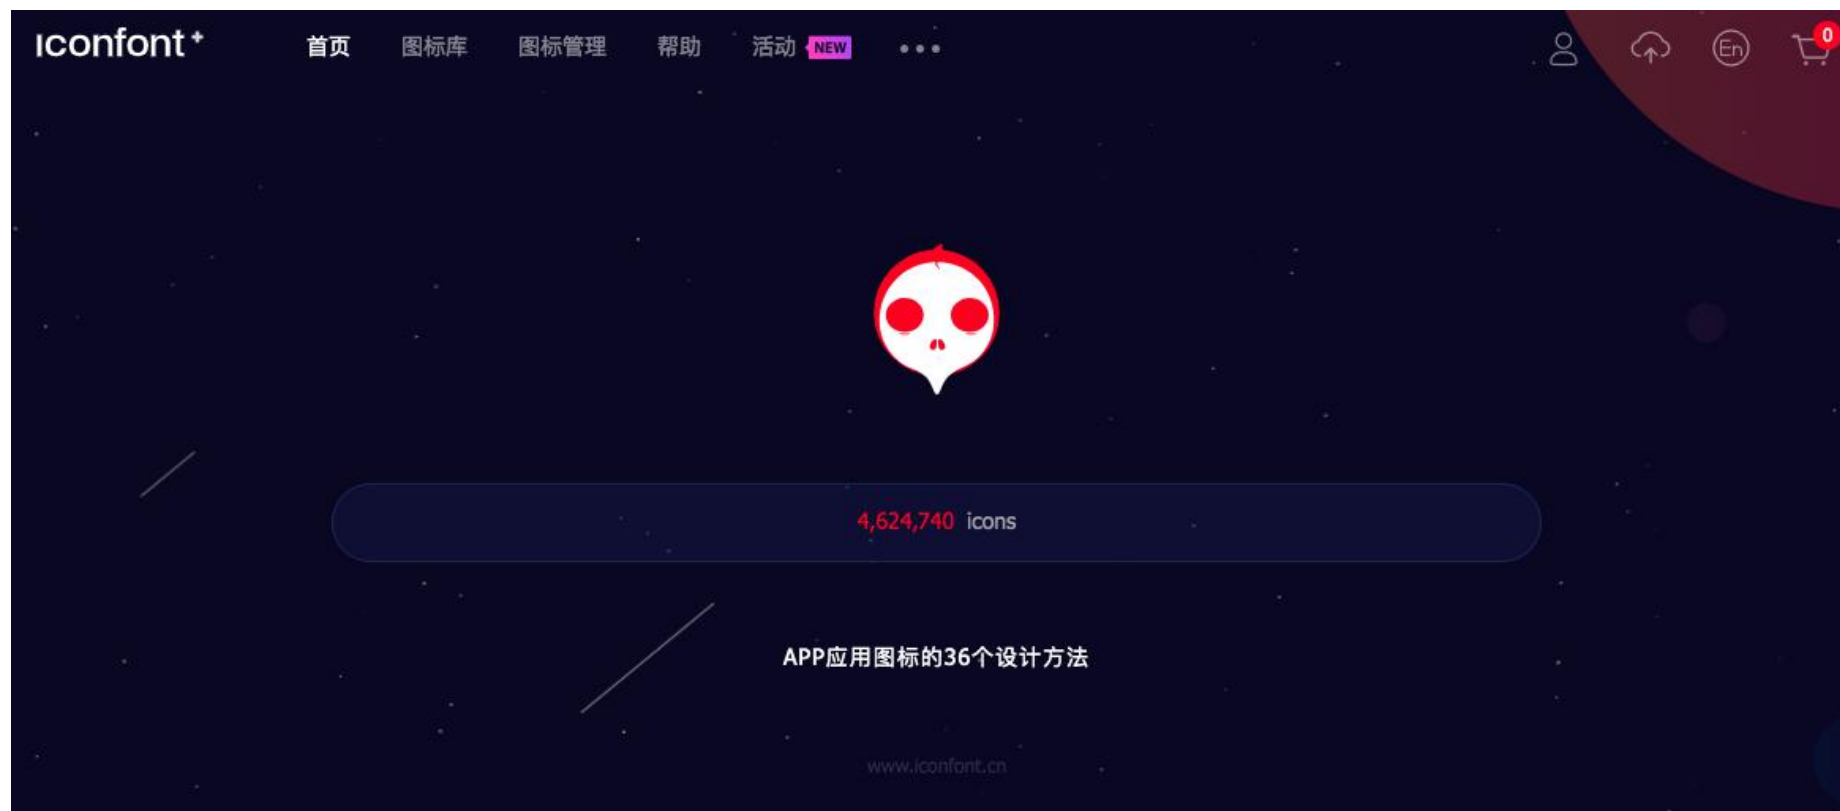 iconfont+
首页 图标库 图标管理 帮助 活动 NEW
En 0
4,624,740 icons
APP应用图标的36个设计方法
www.iconfont.cn